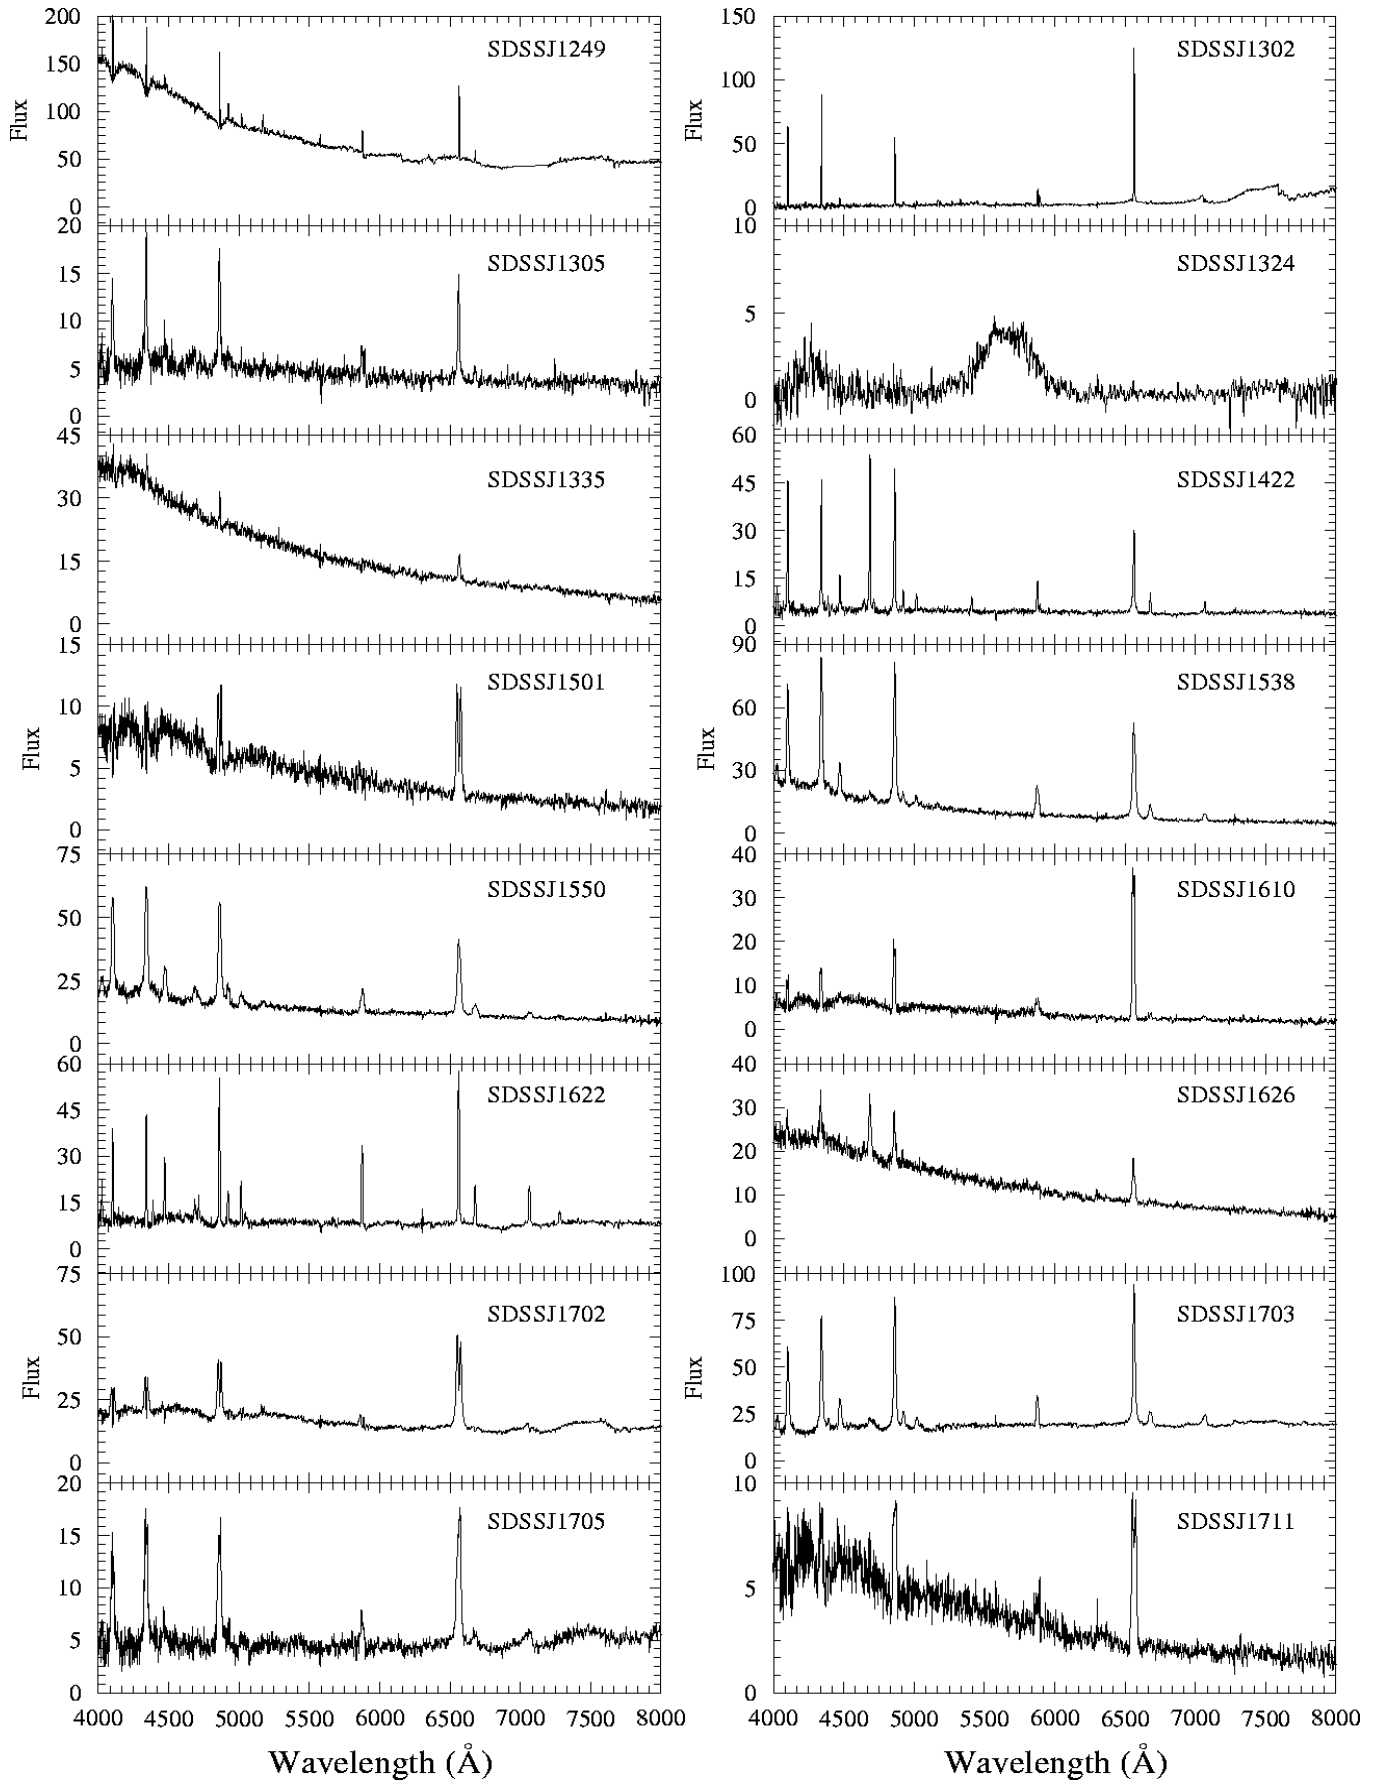 200 150
150 SDSSJ1249 SDSSJ1302
150 100
Flux 100 Flux
50 50
0 0
20 10
15 SDSSJ1305 SDSSJ1324
10 5
5
0 0
45 60
30 SDSSJ1335 45 SDSSJ1422
15 30
15
0 0
15 90
10 SDSSJ1501 60 SDSSJ1538
Flux 5 Flux 30
0 0
75 40
50 SDSSJ1550 30 SDSSJ1610
25 20
10
0 0
60 40
45 SDSSJ1622 30 SDSSJ1626
30 20
15 10
0 0
75 100
50 SDSSJ1702 75 SDSSJ1703
Flux 25 Flux 50
25
0 0
20 10
15 SDSSJ1705 SDSSJ1711
10 5
5
0 0
4000 4500 5000 5500 6000 6500 7000 7500 8000 4000 4500 5000 5500 6000 6500 7000 7500 8000
Wavelength (Å) Wavelength (Å)